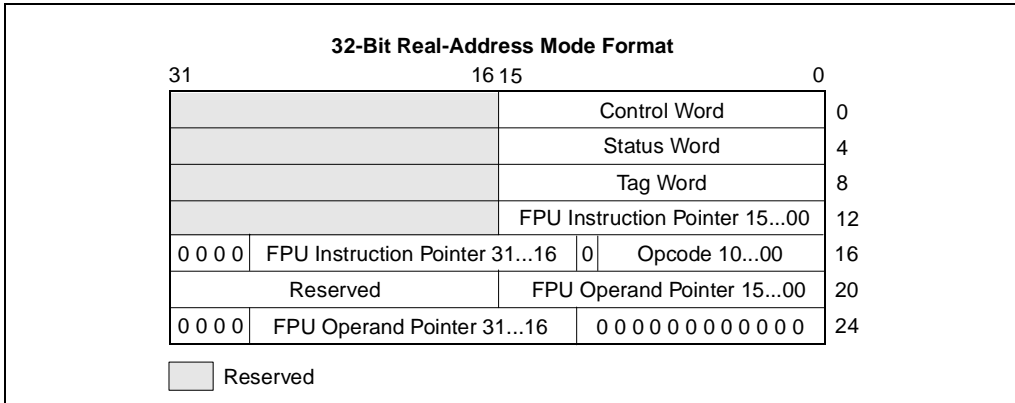 32-Bit Real-Address Mode Format
31 16 15 0
Control Word 0
Status Word 4
Tag Word 8
FPU Instruction Pointer 15...00 12
0 0 0 0 FPU Instruction Pointer 31...16 0 Opcode 10...00 16
Reserved FPU Operand Pointer 15...00 20
0 0 0 0 FPU Operand Pointer 31...16 0 0 0 0 0 0 0 0 0 0 0 0 24
Reserved